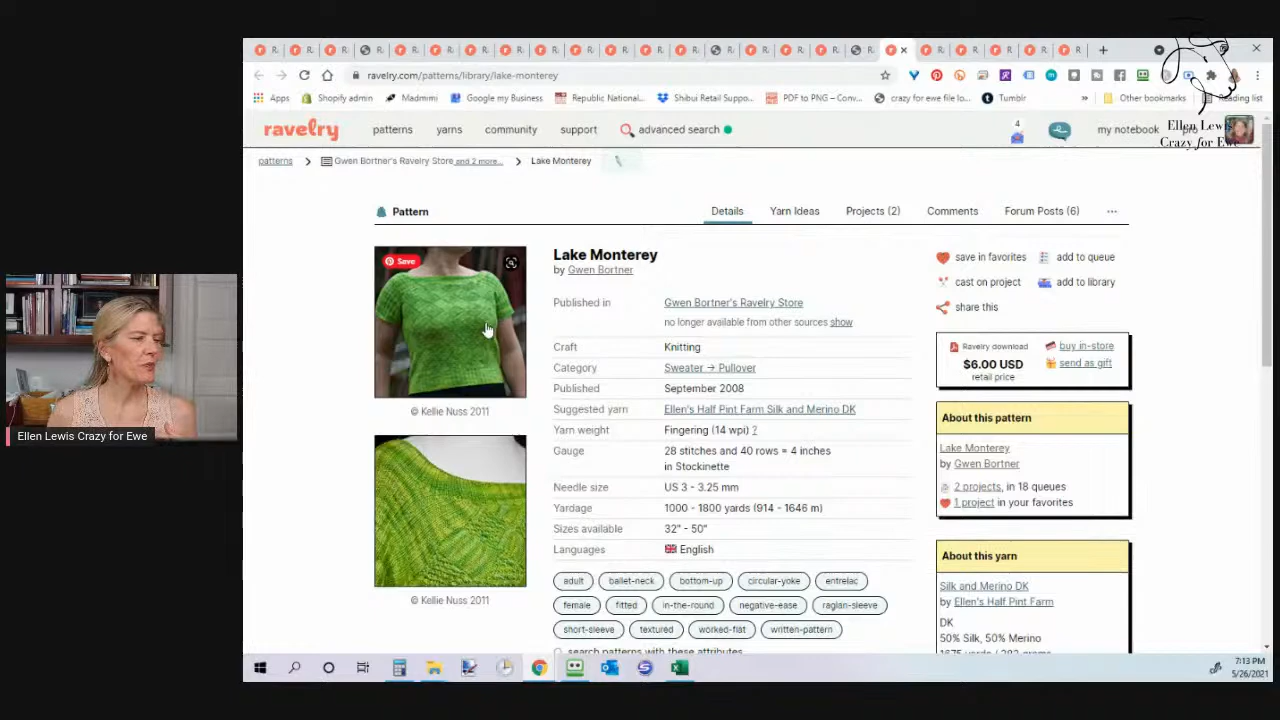 R. R. R. R. R. R. R. R. R. R. R. R. R. R. R. R. R. R. × R. R. R. R. R. +
ravelry.com/patterns/library/lake-monterey
Apps Shopify admin Madmimi Google my Business Republic National... Shibui Retail Suppo... PDF to PNG – Conv... crazy for ewe file lo... Tumblr » Other bookmarks Reading list
ravelry patterns yarns community support advanced search 4 my notebook pro
Ellen Lewis
Crazy for Ewe
patterns > Gwen Bortner's Ravelry Store and 2 more... > Lake Monterey
Pattern Details Yarn Ideas Projects (2) Comments Forum Posts (6) ...
Save
© Kellie Nuss 2011
© Kellie Nuss 2011
Lake Monterey
by Gwen Bortner
Published in Gwen Bortner's Ravelry Store
no longer available from other sources show
Craft Knitting
Category Sweater → Pullover
Published September 2008
Suggested yarn Ellen's Half Pint Farm Silk and Merino DK
Yarn weight Fingering (14 wpi) ?
Gauge 28 stitches and 40 rows = 4 inches
in Stockinette
Needle size US 3 - 3.25 mm
Yardage 1000 - 1800 yards (914 - 1646 m)
Sizes available 32" - 50"
Languages English
adult ballet-neck bottom-up circular-yoke entrelac
female fitted in-the-round negative-ease raglan-sleeve
short-sleeve textured worked-flat written-pattern
search patterns with these attributes
save in favorites add to queue
cast on project add to library
share this
Ravelry download buy in-store
$6.00 USD send as gift
retail price
About this pattern
Lake Monterey
by Gwen Bortner
2 projects, in 18 queues
1 project in your favorites
About this yarn
Silk and Merino DK
by Ellen's Half Pint Farm
DK
50% Silk, 50% Merino
Ellen Lewis Crazy for Ewe
7:13 PM
5/26/2021